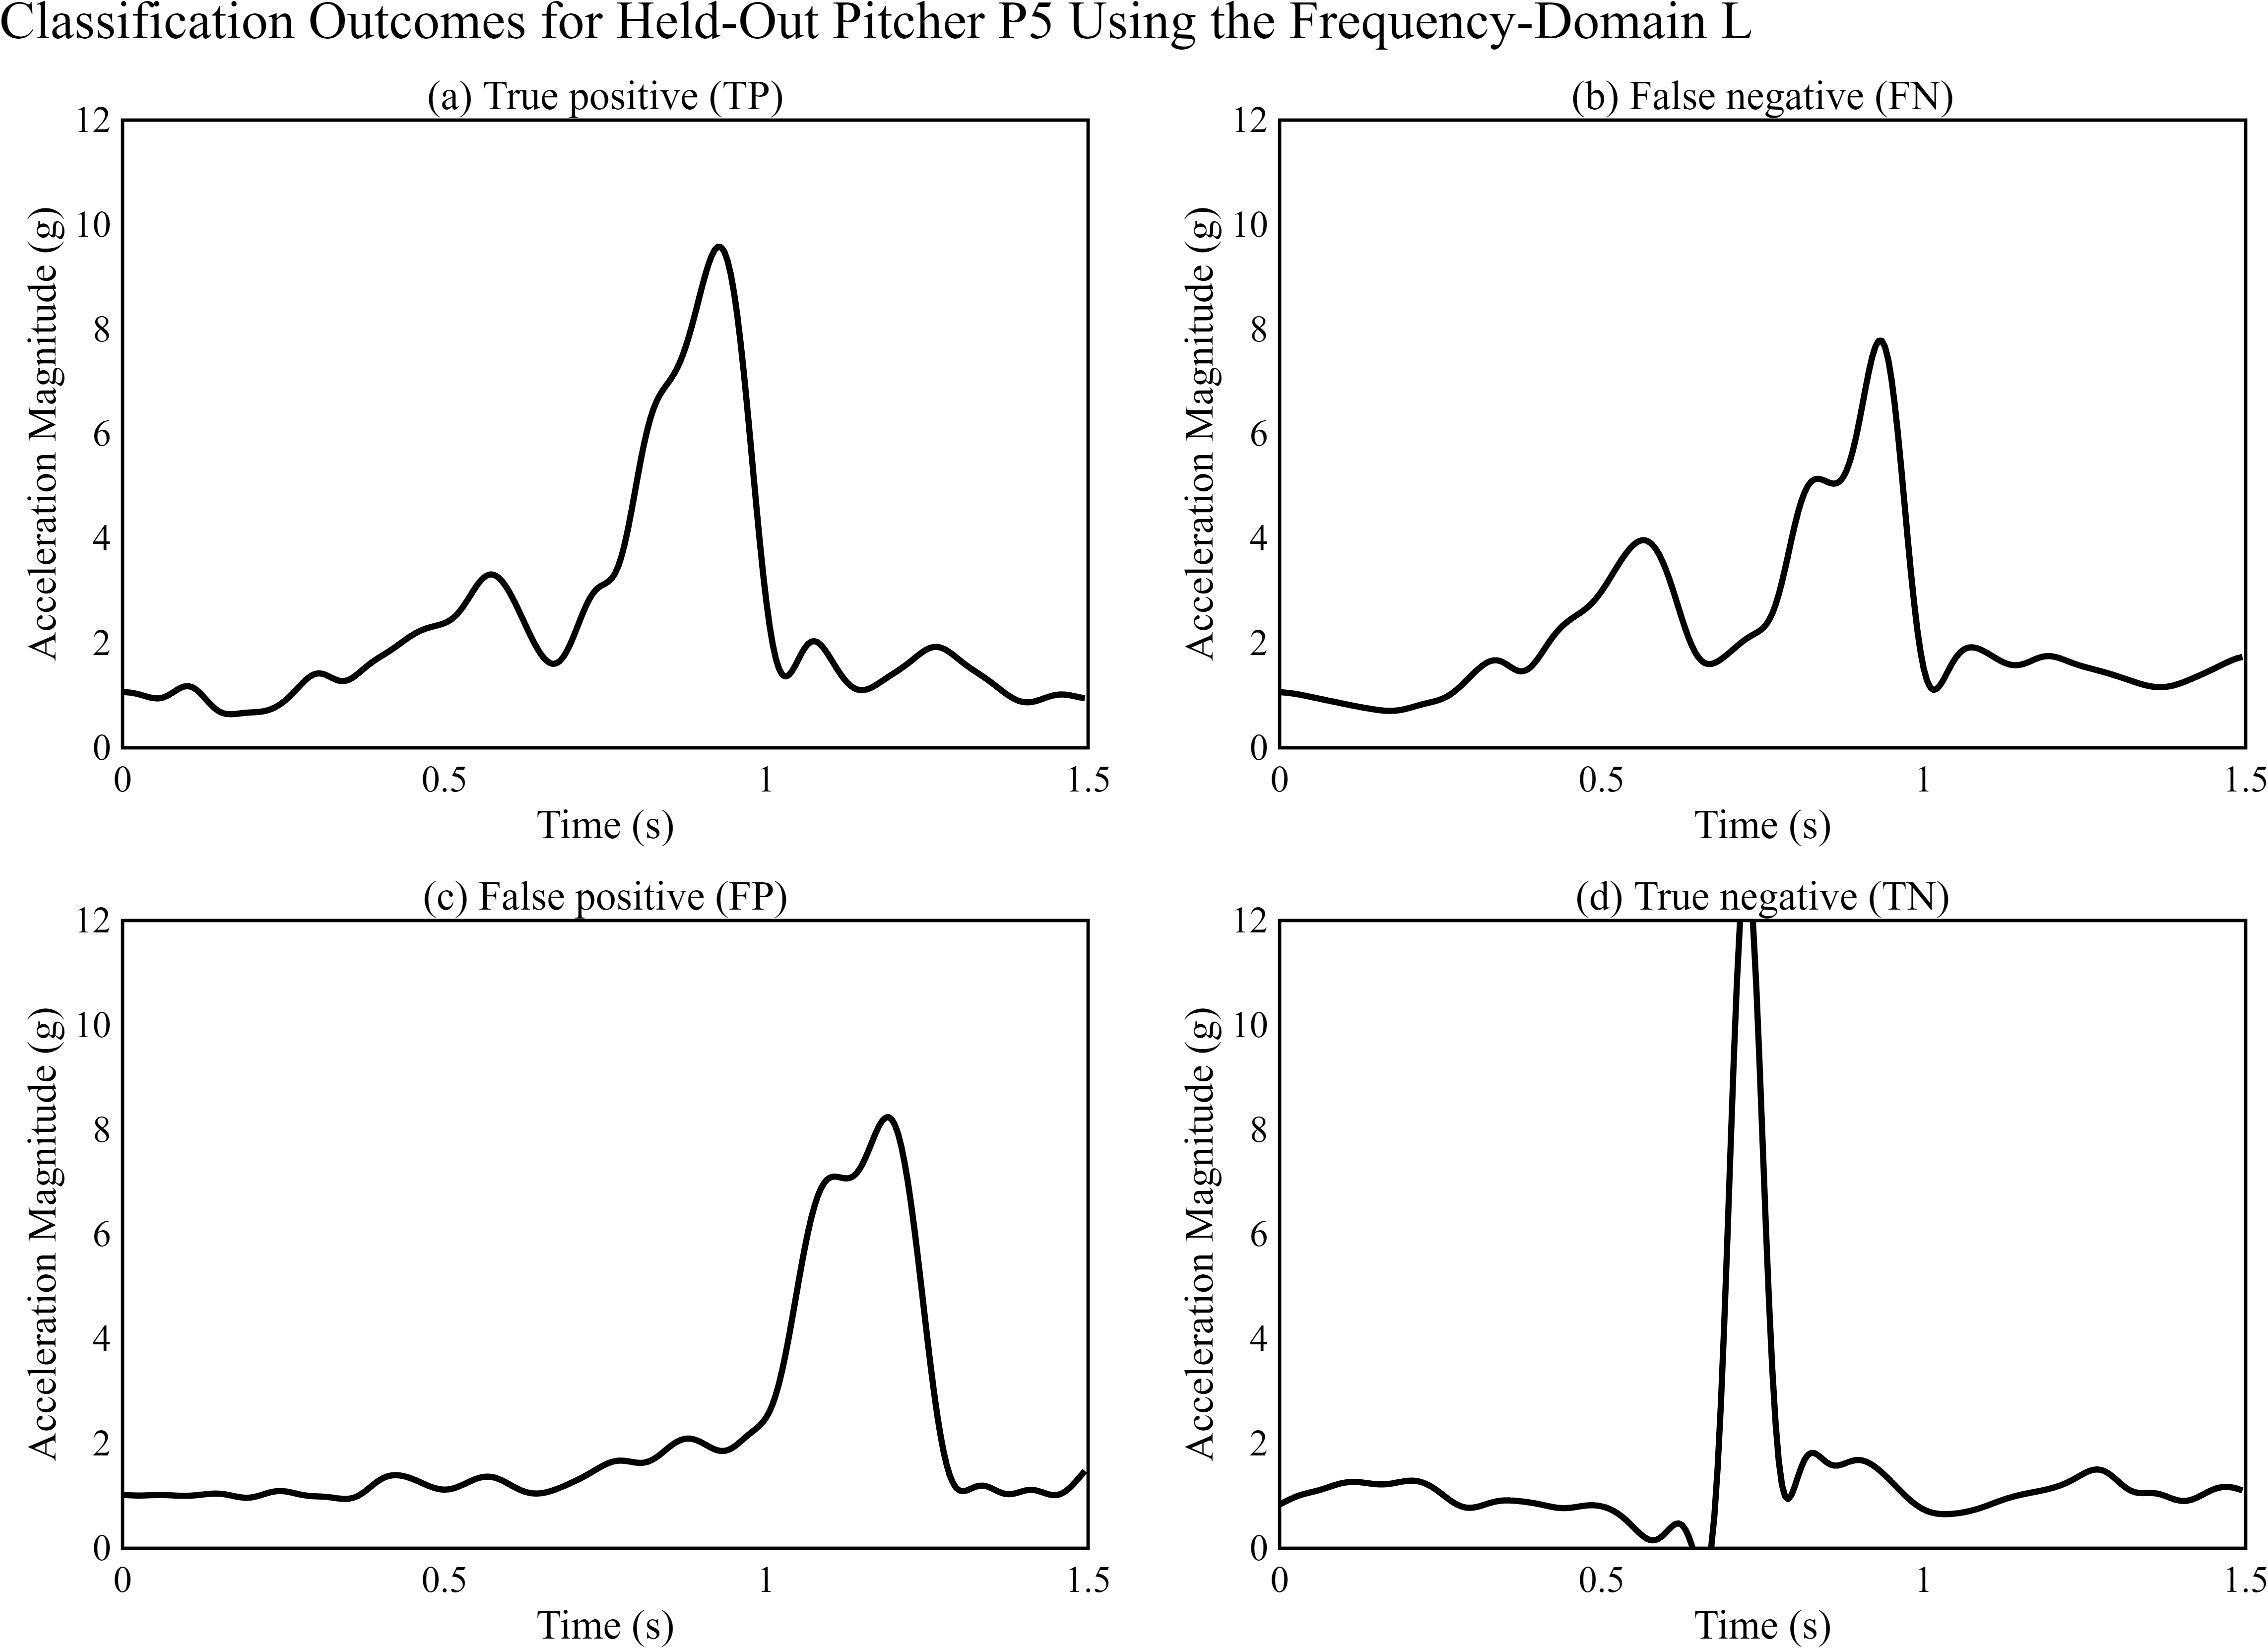 Classification Outcomes for Held-Out Pitcher P5 Using the Frequency-Domain L
(a) True positive (TP)
12
10
8
6
4
2
0
Acceleration Magnitude (g)
0 0.5 1 1.5
Time (s)
(b) False negative (FN)
12
10
8
6
4
2
0
Acceleration Magnitude (g)
0 0.5 1 1.5
Time (s)
(c) False positive (FP)
12
10
8
6
4
2
0
Acceleration Magnitude (g)
0 0.5 1 1.5
Time (s)
(d) True negative (TN)
12
10
8
6
4
2
0
Acceleration Magnitude (g)
0 0.5 1 1.5
Time (s)